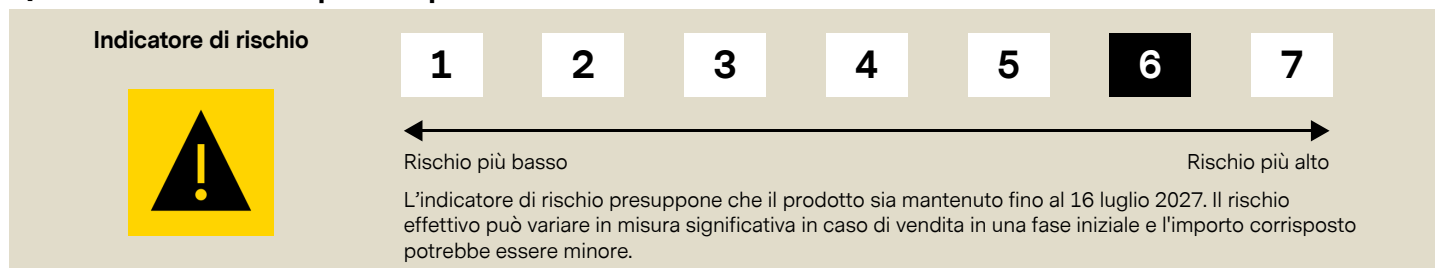 Indicatore di rischio
1 2 3 4 5 6 7
Rischio più basso
Rischio più alto
L'indicatore di rischio presuppone che il prodotto sia mantenuto fino al 16 luglio 2027. Il rischio
effettivo può variare in misura significativa in caso di vendita in una fase iniziale e l'importo corrisposto
potrebbe essere minore.